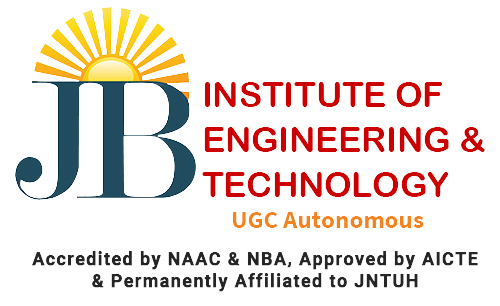 JB
INSTITUTE OF
ENGINEERING &
TECHNOLOGY
UGC Autonomous
Accredited by NAAC & NBA, Approved by AICTE
& Permanently Affiliated to JNTUH